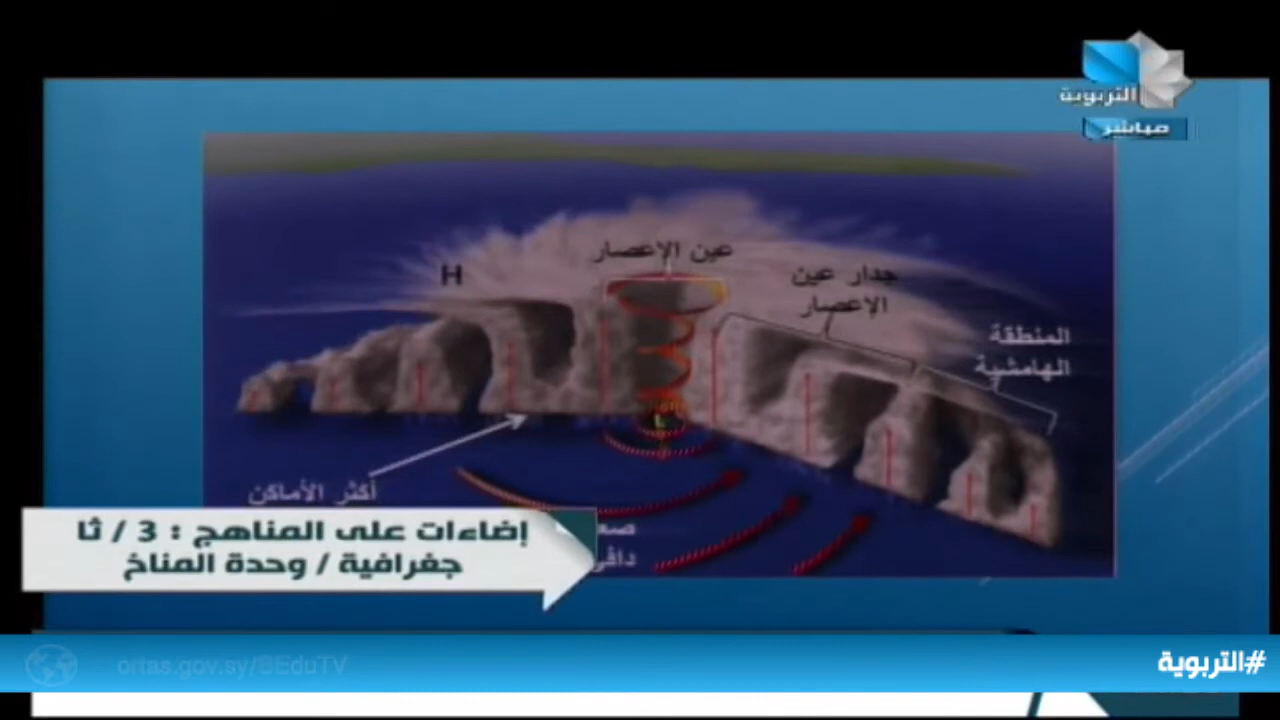 التربوية
مباشر
عين الإعصار
H
جدار عين
الإعصار
المنطقة
الهامشية
L
أكثر الأماكن
إضاءات على المناهج : 3 / ثا
جغرافية / وحدة المناخ
ortas.gov.sy/SEduTV
#التربوية